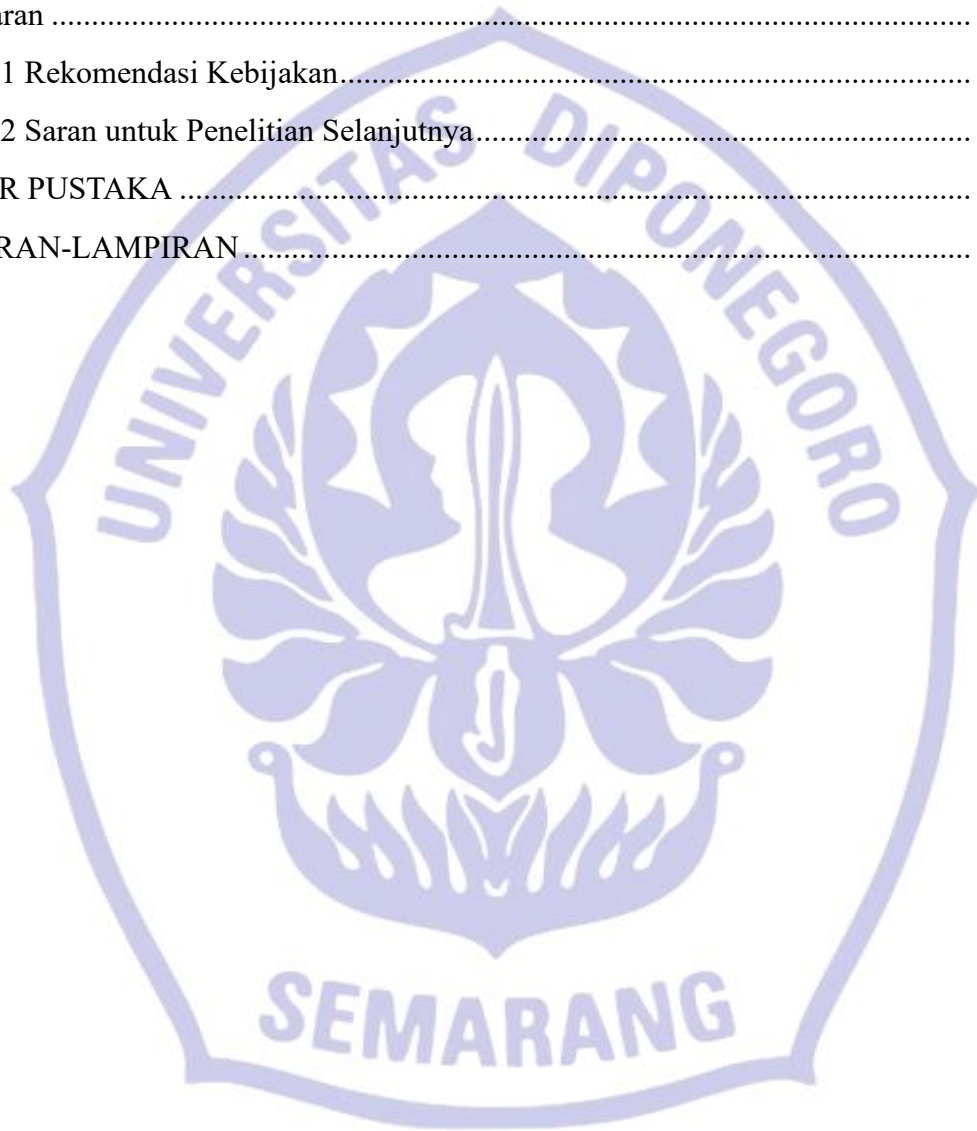 aran ..........................................................................................................
1 Rekomendasi Kebijakan..........................................................................
2 Saran untuk Penelitian Selanjutnya.........................................................
R PUSTAKA ...........................................................................................
RAN-LAMPIRAN....................................................................................
UNIVERSITAS DIPONEGORO
SEMARANG